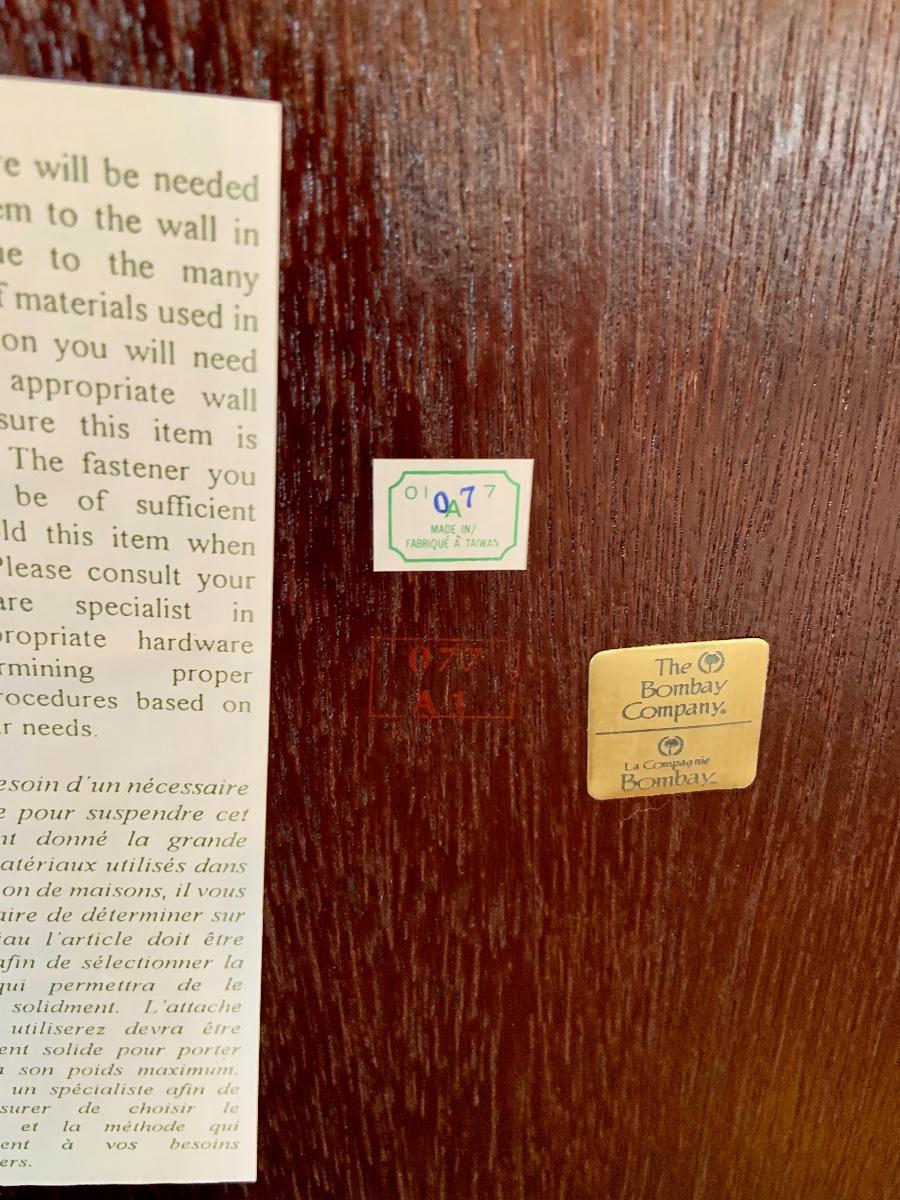 re will be needed
em to the wall in
ne to the many
f materials used in
on you will need
appropriate wall
sure this item is
The fastener you
be of sufficient
ld this item when
Please consult your
are specialist in
propriate hardware
rmining proper
rocedures based on
r needs.
esoin d'un nécessaire
e pour suspendre cet
nt donné la grande
atériaux utilisés dans
on de maisons, il vous
aire de déterminer sur
iau l'article doit être
afin de sélectionner la
qui permettra de le
solidment. L'attache
utiliserez devra être
ent solide pour porter
à son poids maximum.
un spécialiste afin de
surer de choisir le
et la méthode qui
ent à vos besoins
ers.
01 07 7
A
MADE IN/
FABRIQUÉ À TAIWAN
077
A 1
The
Bombay
Company®
La Compagnie
Bombay